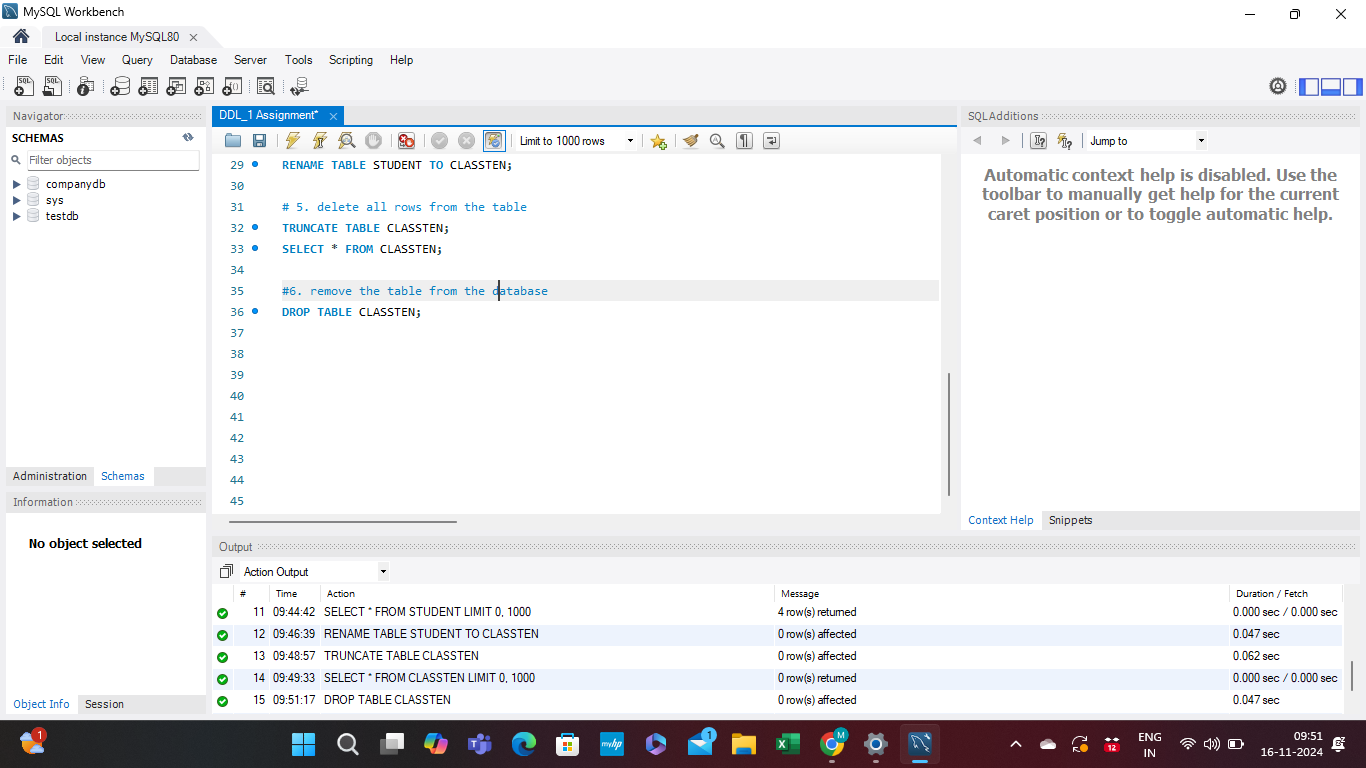 MySQL Workbench
Local instance MySQL80
File Edit View Query Database Server Tools Scripting Help
Navigator
SCHEMAS
Filter objects
companydb
sys
testdb
Administration Schemas
Information
No object selected
Object Info Session
DDL_1 Assignment*
Limit to 1000 rows
29 RENAME TABLE STUDENT TO CLASSTEN;
30
31 # 5. delete all rows from the table
32 TRUNCATE TABLE CLASSTEN;
33 SELECT * FROM CLASSTEN;
34
35 #6. remove the table from the database
36 DROP TABLE CLASSTEN;
37
38
39
40
41
42
43
44
45
SQLAdditions
Jump to
Automatic context help is disabled. Use the
toolbar to manually get help for the current
caret position or to toggle automatic help.
Context Help Snippets
Output
Action Output
# Time Action Message Duration / Fetch
11 09:44:42 SELECT * FROM STUDENT LIMIT 0, 1000 4 row(s) returned 0.000 sec / 0.000 sec
12 09:46:39 RENAME TABLE STUDENT TO CLASSTEN 0 row(s) affected 0.047 sec
13 09:48:57 TRUNCATE TABLE CLASSTEN 0 row(s) affected 0.062 sec
14 09:49:33 SELECT * FROM CLASSTEN LIMIT 0, 1000 0 row(s) returned 0.000 sec / 0.000 sec
15 09:51:17 DROP TABLE CLASSTEN 0 row(s) affected 0.047 sec
1
myhp
1
M
12
ENG
IN
09:51
16-11-2024